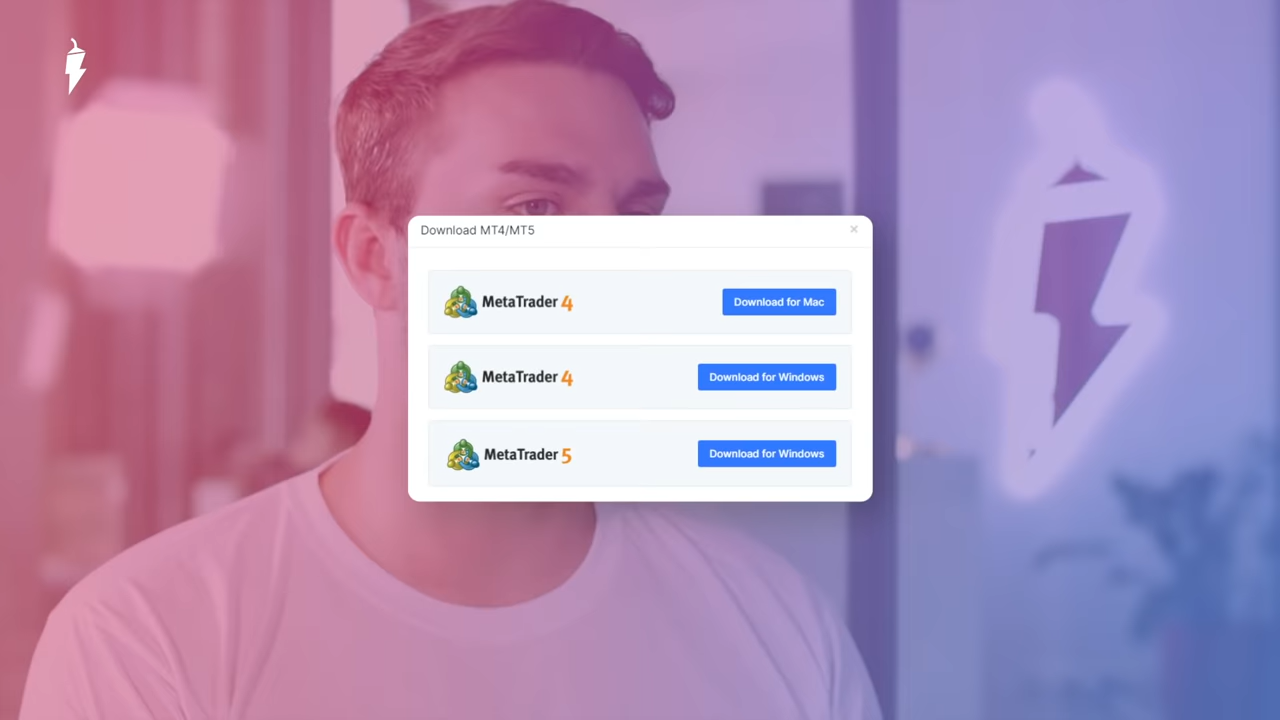 Download MT4/MT5
MetaTrader 4
Download for Mac
MetaTrader 4
Download for Windows
MetaTrader 5
Download for Windows